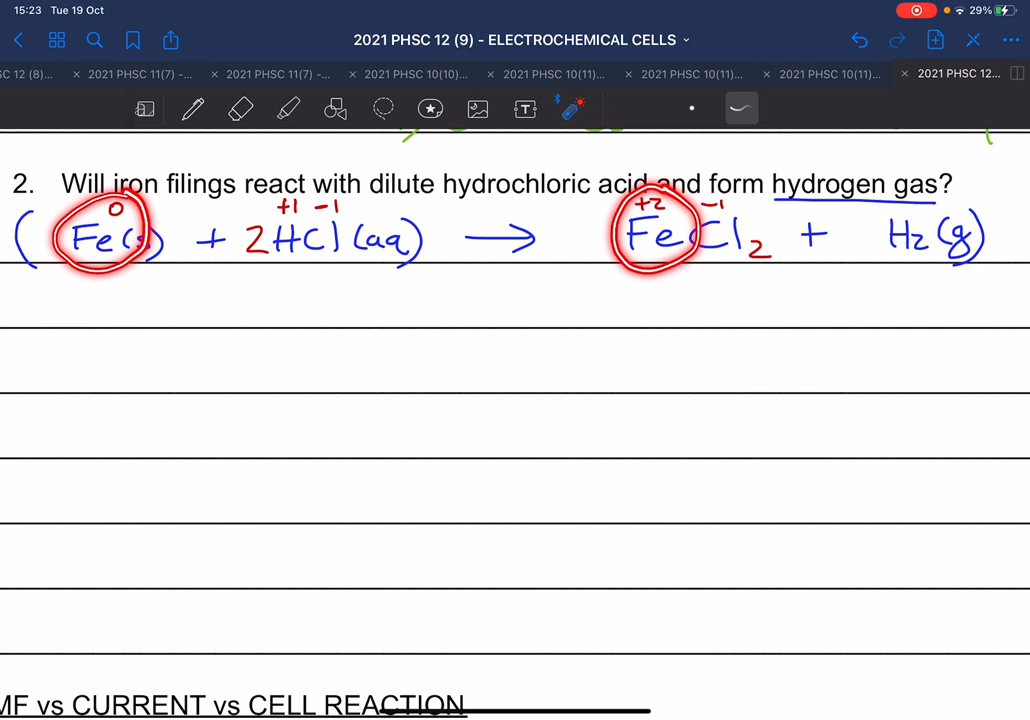 15:23 Tue 19 Oct 29%
2021 PHSC 12 (9) - ELECTROCHEMICAL CELLS
SC 12 (8)... × 2021 PHSC 11(7) -... × 2021 PHSC 11(7) -... × 2021 PHSC 10(10)... × 2021 PHSC 10(11)... × 2021 PHSC 10(11)... × 2021 PHSC 10(11)... × 2021 PHSC 12...
2. Will iron filings react with dilute hydrochloric acid and form hydrogen gas?
0 +1 -1 +2 -1
(Fe(s) + 2HCl(aq) → FeCl2 + H2(g))
MF vs CURRENT vs CELL REACTION